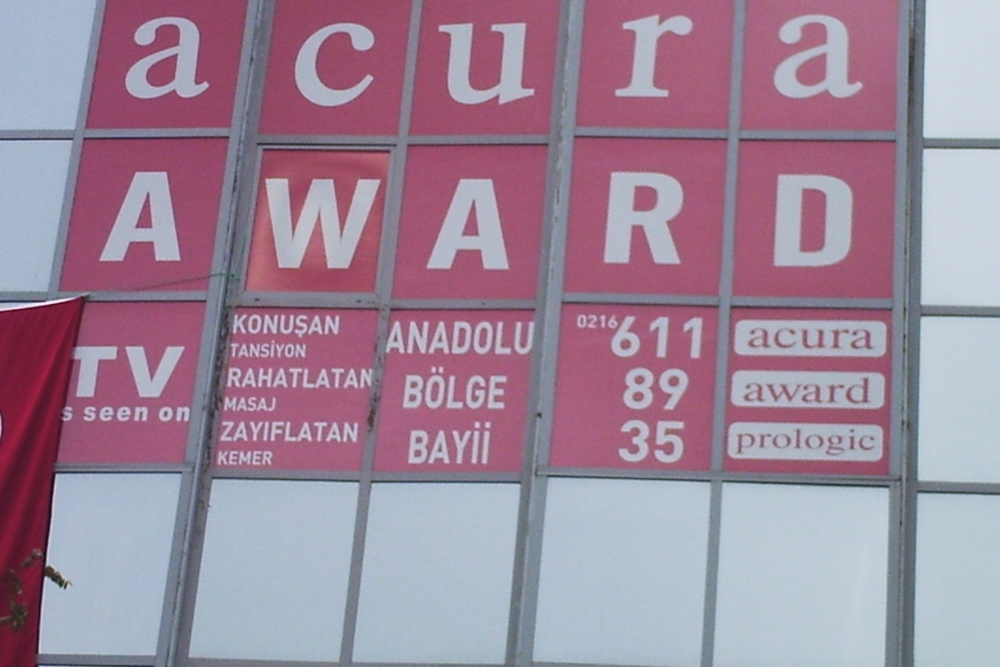 acura
AWARD
TV
s seen on
KONUŞAN
TANSİYON
RAHATLATAN
MASAJ
ZAYIFLATAN
KEMER
ANADOLU
BÖLGE
BAYİİ
0216 611
89
35
acura
award
prologic